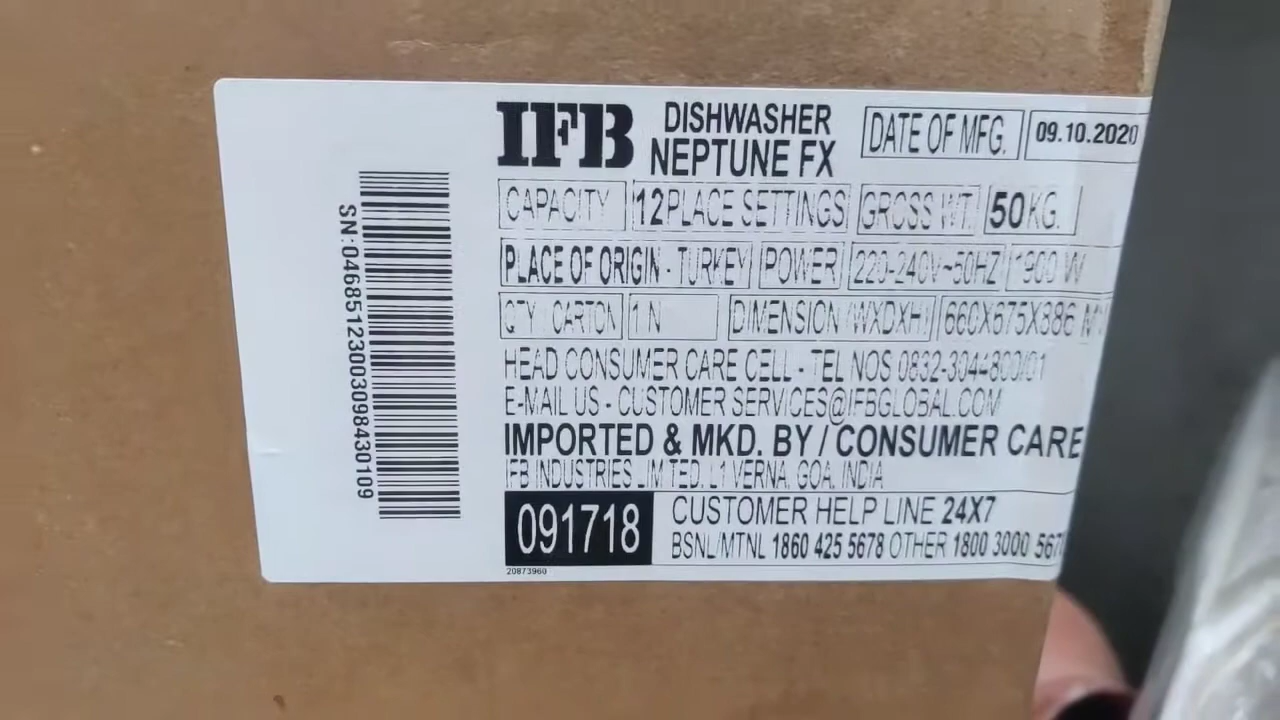 IFB DISHWASHER NEPTUNE FX DATE OF MFG. 09.10.2020
CAPACITY 12 PLACE SETTINGS GROSS WT. 50 KG.
PLACE OF ORIGIN - TURKEY POWER 220-240V~50HZ 1900 W
QTY CARTON 1 N DIMENSION (WXDXH) 660X675X886
HEAD CONSUMER CARE CELL - TEL NOS 0832-3044800/01
E-MAIL US - CUSTOMER SERVICES@IFBGLOBAL.COM
IMPORTED & MKD. BY / CONSUMER CARE
IFB INDUSTRIES LIMITED, L1 VERNA, GOA, INDIA
091718 CUSTOMER HELP LINE 24X7
BSNL/MTNL 1860 425 5678 OTHER 1800 3000 567
20873960
SN:0468512300309843010​9